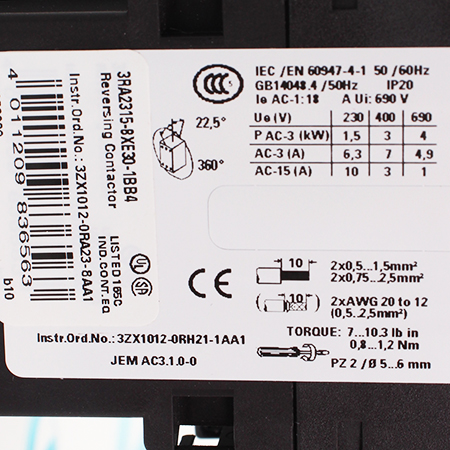 3RA2315-8XE30-1BB4
Reversing Contactor
Instr.Ord.No.: 3ZX1012-0RA23-8AA1
4 011209 836563
LISTED 165C
IND.CONT.EQ
UL
SA
b10
CCC
22,5°
360°
IEC / EN 60947-4-1 50 / 60Hz
GB14048.4 / 50Hz IP20
Ie AC-1: 18 A Ui: 690 V
Ue (V) 230 400 690
P AC-3 (kW) 1,5 3 4
AC-3 (A) 6,3 7 4,9
AC-15 (A) 10 3 1
CE
10 2x0,5...1,5mm²
2x0,75...2,5mm²
10 2xAWG 20 to 12
(0,5...2,5mm²)
Instr.Ord.No.: 3ZX1012-0RH21-1AA1
TORQUE: 7...10.3 lb in
0,8...1,2 Nm
JEM AC3.1.0-0
PZ 2 / Ø 5...6 mm